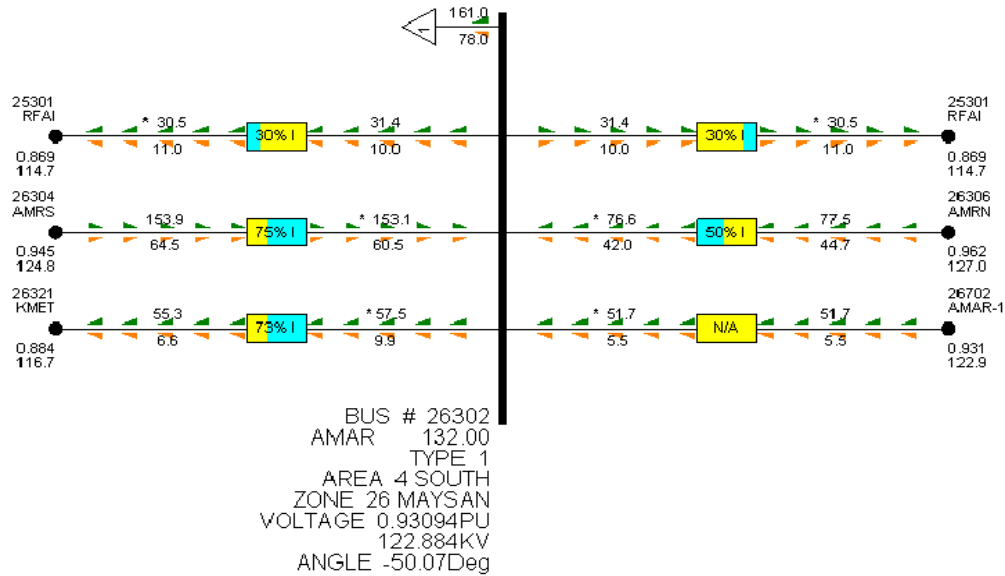 1
161.0
78.0
25301
RFAI
* 30.5
30% I
31.4
11.0
10.0
0.869
114.7
31.4
30% I
* 30.5
10.0
11.0
25301
RFAI
0.869
114.7
26304
AMRS
153.9
75% I
* 153.1
64.5
60.5
0.945
124.8
* 76.6
50% I
77.5
42.0
44.7
26306
AMRN
0.962
127.0
26321
KMET
55.3
73% I
* 57.5
6.6
9.9
0.884
116.7
* 51.7
N/A
51.7
5.5
5.5
26702
AMAR-1
0.931
122.9
BUS # 26302
AMAR 132.00
TYPE 1
AREA 4 SOUTH
ZONE 26 MAYSAN
VOLTAGE 0.93094PU
122.884KV
ANGLE -50.07Deg